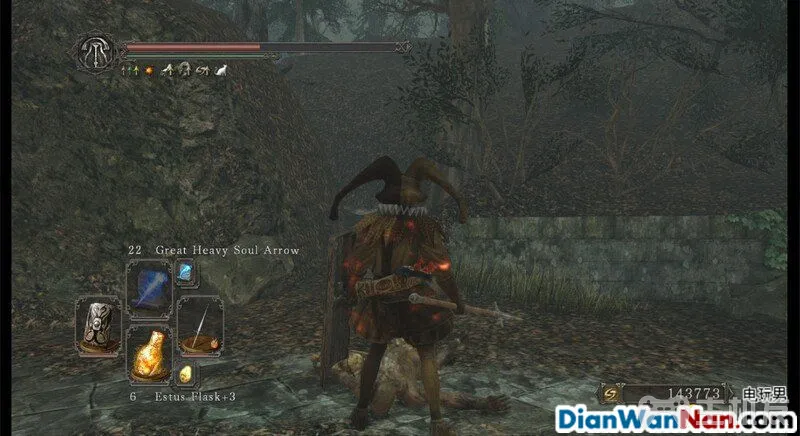 22 Great Heavy Soul Arrow
6 Estus Flask+3
143773
电玩男
DianWanNan.com